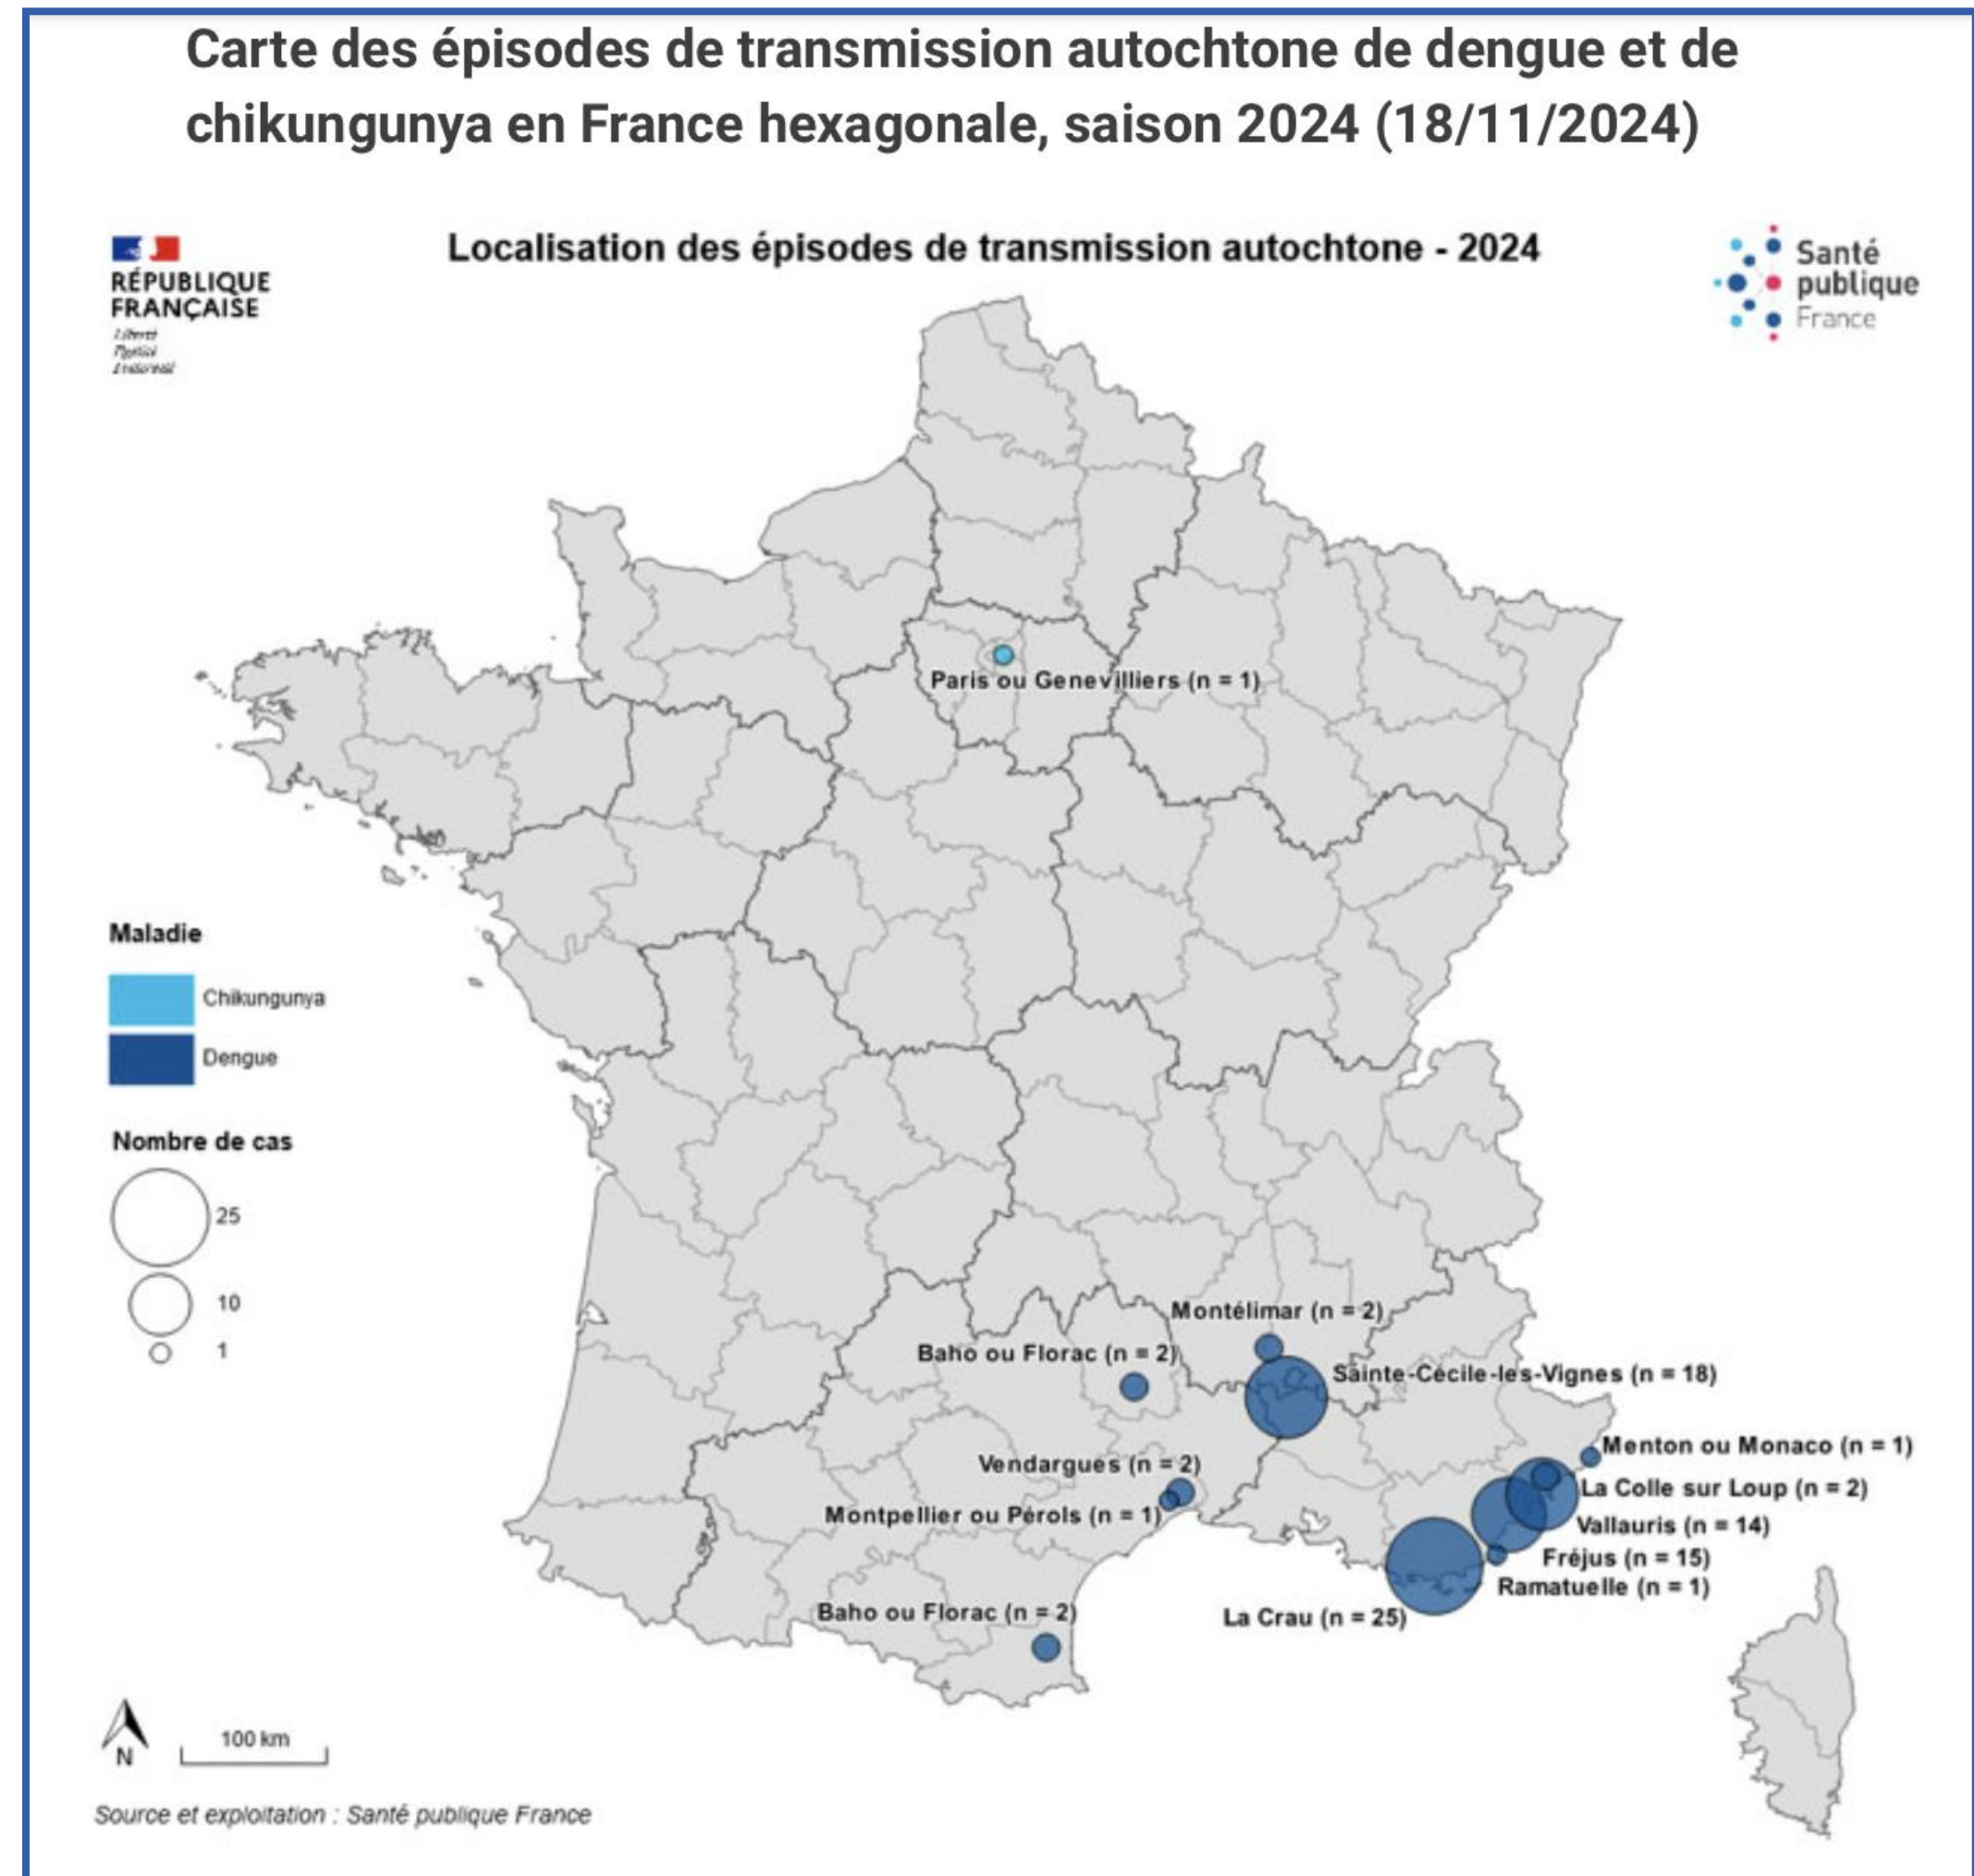 Carte des épisodes de transmission autochtone de dengue et de
chikungunya en France hexagonale, saison 2024 (18/11/2024)
RÉPUBLIQUE
FRANÇAISE
Localisation des épisodes de transmission autochtone - 2024
Santé
publique
France
Paris ou Genevilliers (n = 1)
Maladie
Chikungunya
Dengue
Nombre de cas
25
10
1
Montélimar (n = 2)
Baho ou Florac (n = 2)
Sainte-Cécile-les-Vignes (n = 18)
Menton ou Monaco (n = 1)
Vendargues (n = 2)
La Colle sur Loup (n = 2)
Montpellier ou Pérols (n = 1)
Vallauris (n = 14)
Fréjus (n = 15)
Ramatuelle (n = 1)
Baho ou Florac (n = 2)
La Crau (n = 25)
N
100 km
Source et exploitation : Santé publique France